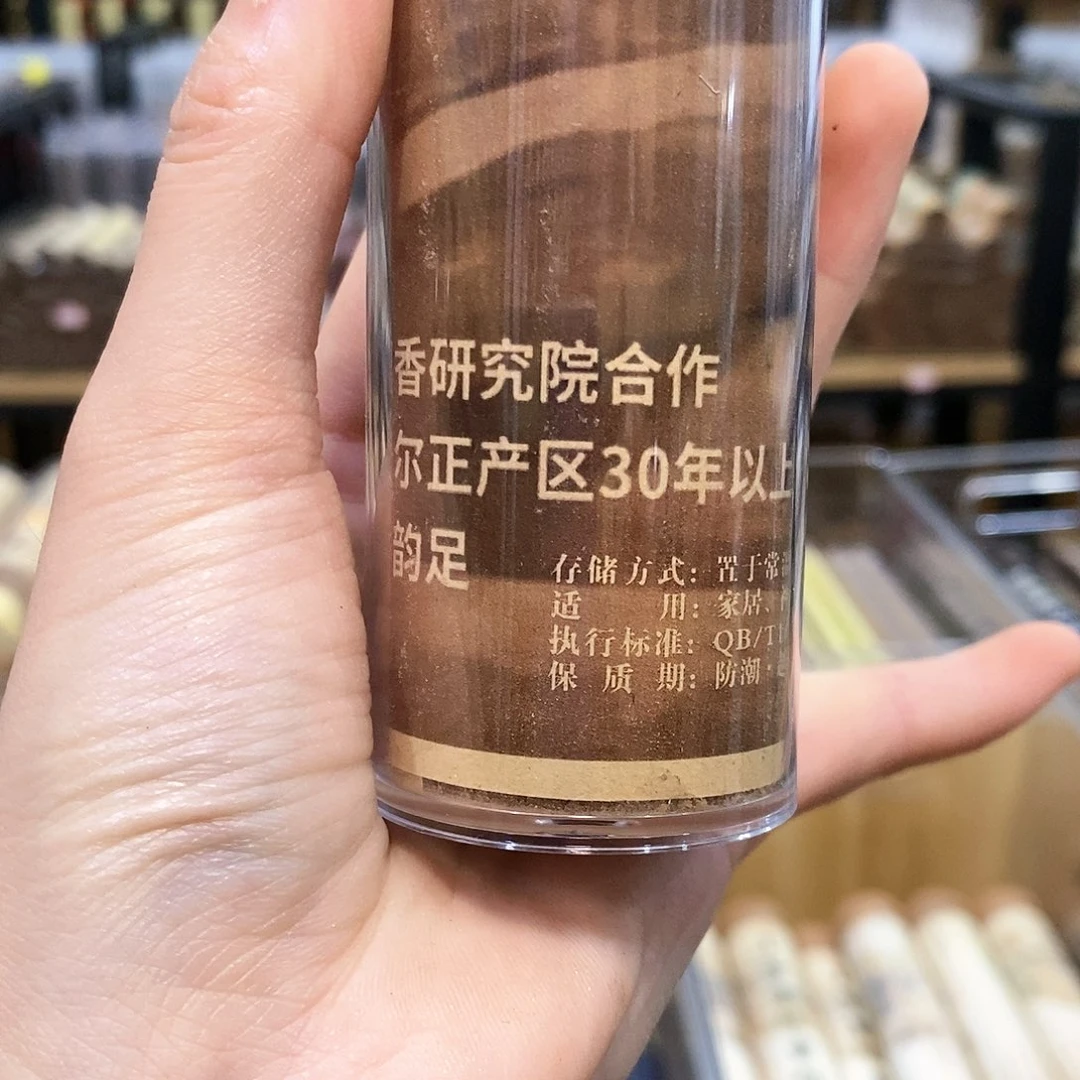 香研究院合作
尔正产区30年以上
韵足
存储方式：置于常
适用：家居、
执行标准：QB/T
保质期：防潮